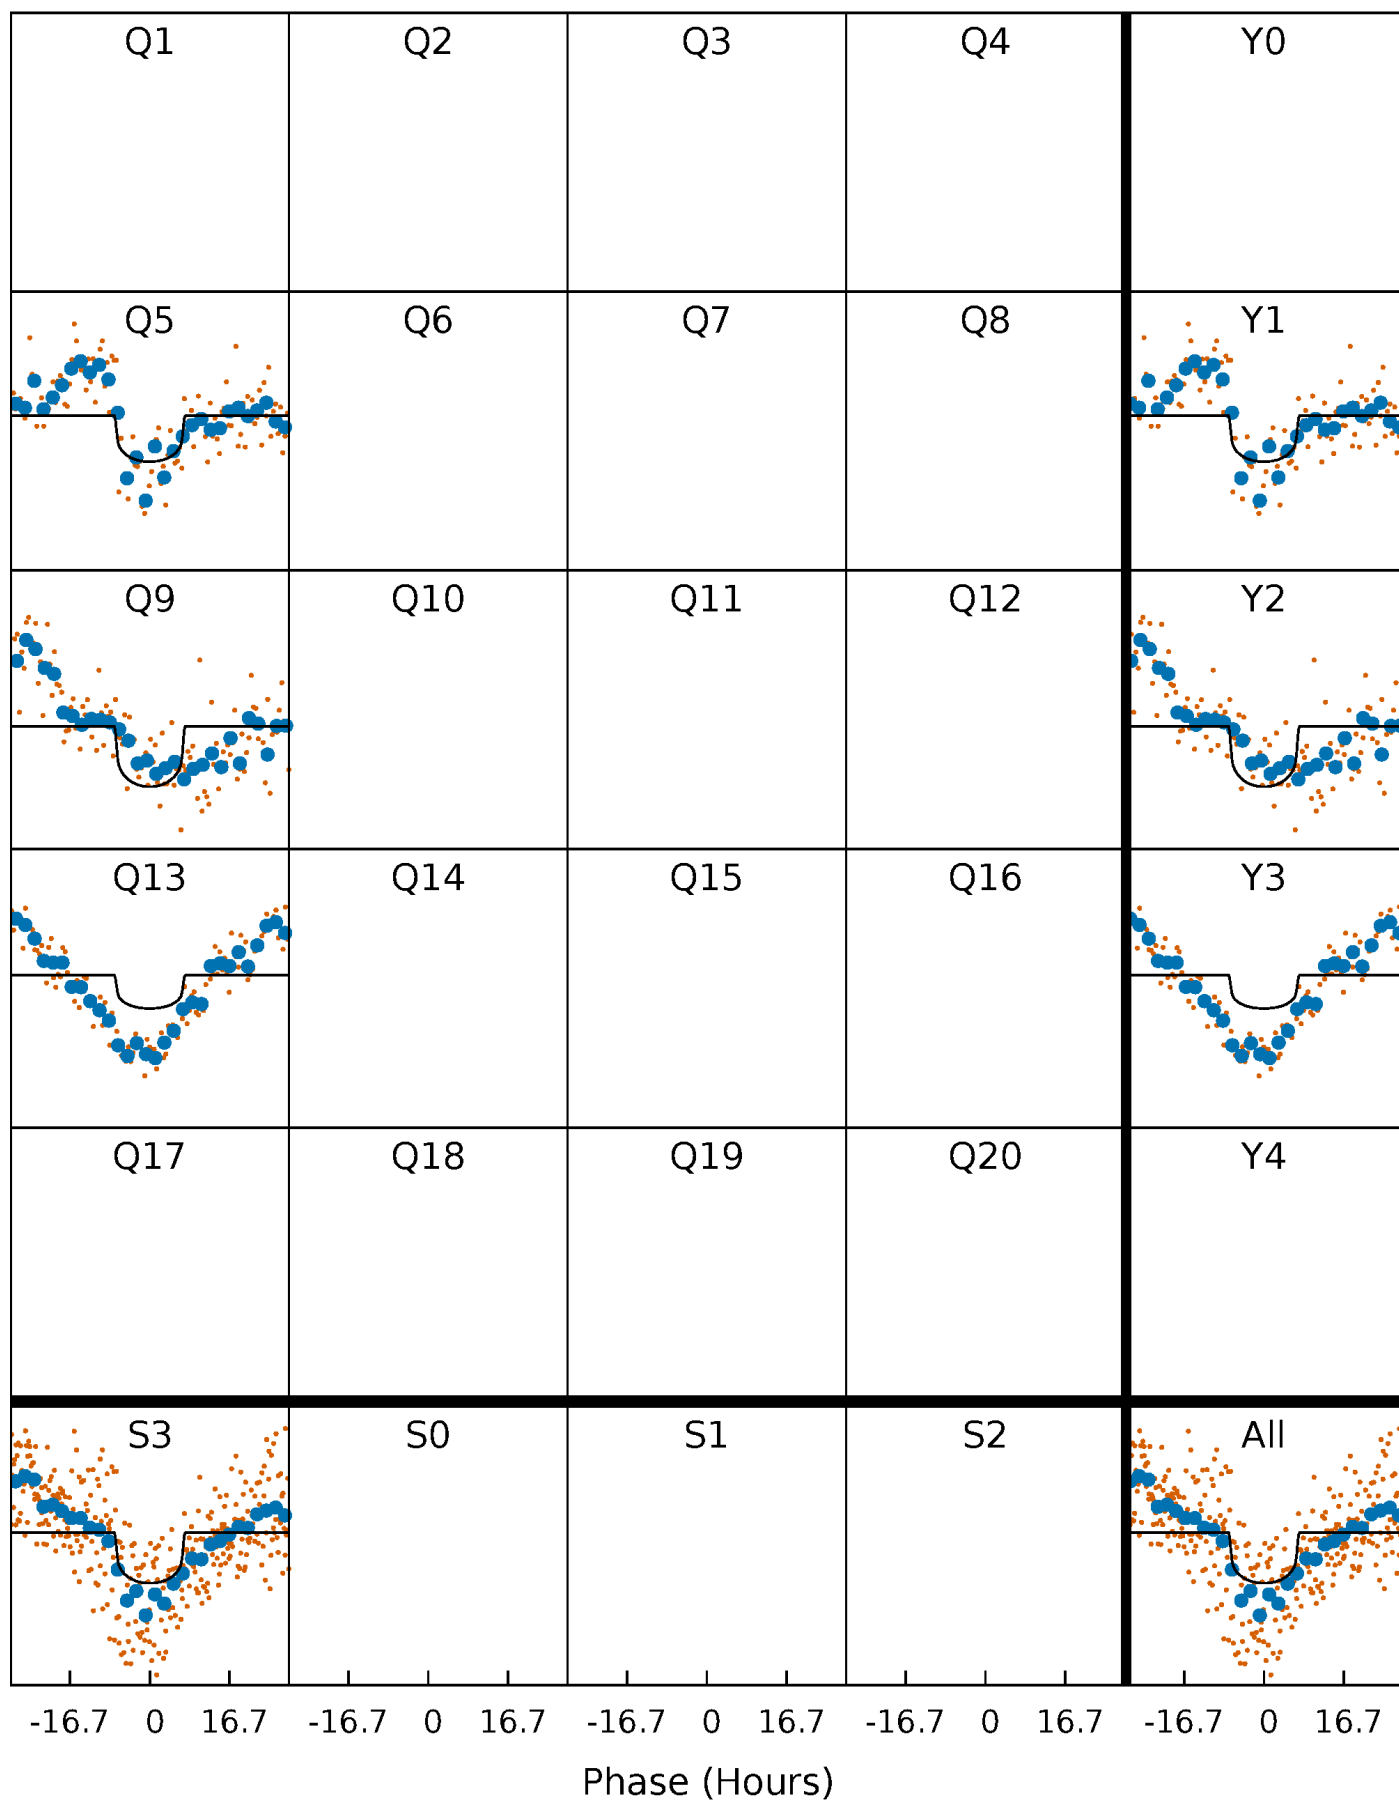 Q1 Q2 Q3 Q4 Y0
Q5 Q6 Q7 Q8 Y1
Q9 Q10 Q11 Q12 Y2
Q13 Q14 Q15 Q16 Y3
Q17 Q18 Q19 Q20 Y4
S3 S0 S1 S2 All
-16.7 0 16.7 -16.7 0 16.7 -16.7 0 16.7 -16.7 0 16.7 -16.7 0 16.7
Phase (Hours)